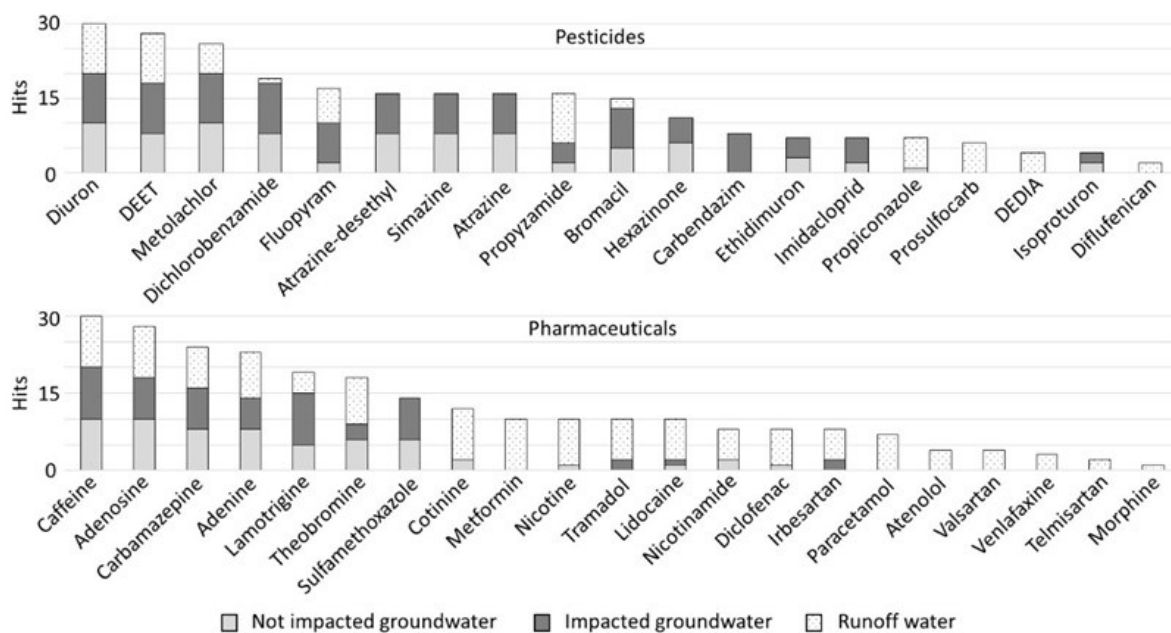 30
Pesticides
15
Hits
0
Diuron
DEET
Metolachlor
Dichlorobenzamide
Fluopyram
Atrazine-desethyl
Simazine
Atrazine
Propyzamide
Bromacil
Hexazinone
Carbendazim
Ethidimuron
Imidacloprid
Propiconazole
Prosulfocarb
DEDIA
Isoproturon
Diflufenican
30
Pharmaceuticals
15
Hits
0
Caffeine
Adenosine
Carbamazepine
Adenine
Lamotrigine
Theobromine
Sulfamethoxazole
Cotinine
Metformin
Nicotine
Tramadol
Lidocaine
Nicotinamide
Diclofenac
Irbesartan
Paracetamol
Atenolol
Valsartan
Venlafaxine
Telmisartan
Morphine
Not impacted groundwater
Impacted groundwater
Runoff water